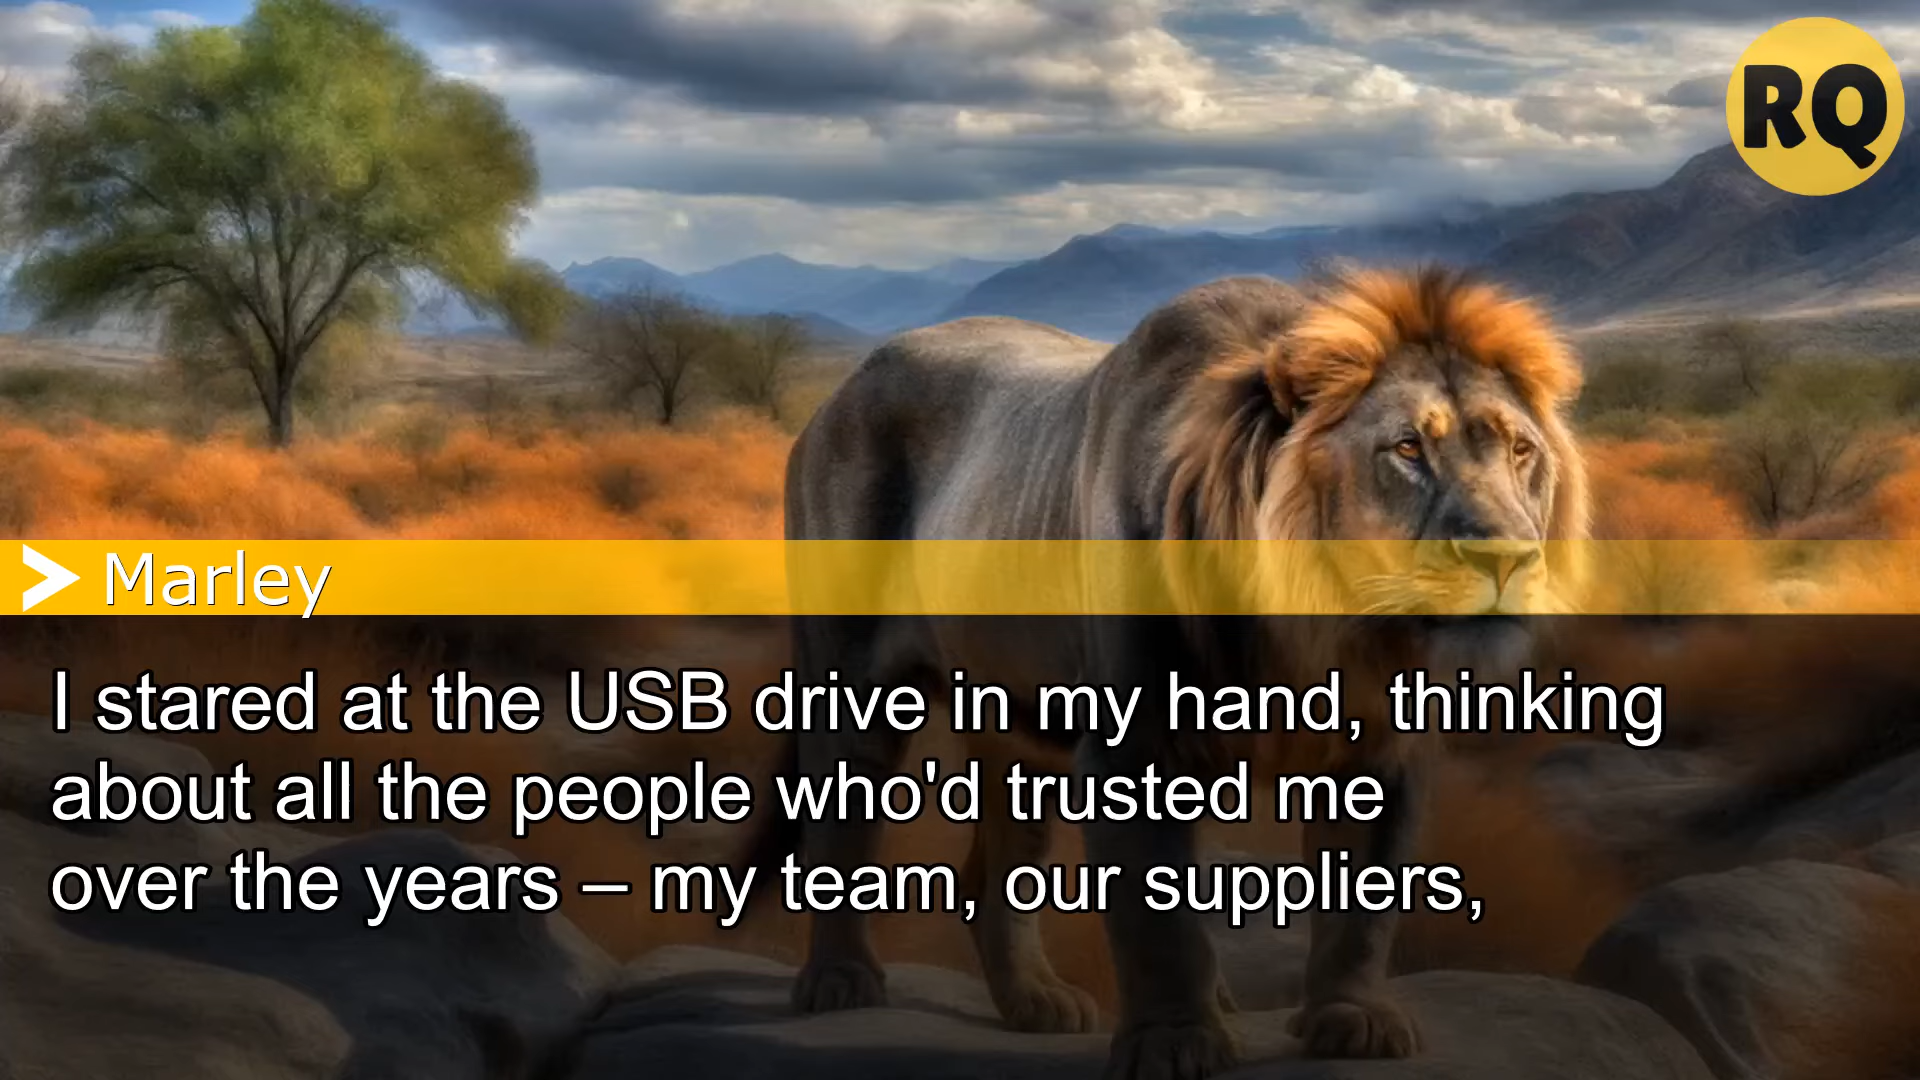 RQ
Marley
I stared at the USB drive in my hand, thinking
about all the people who'd trusted me
over the years – my team, our suppliers,